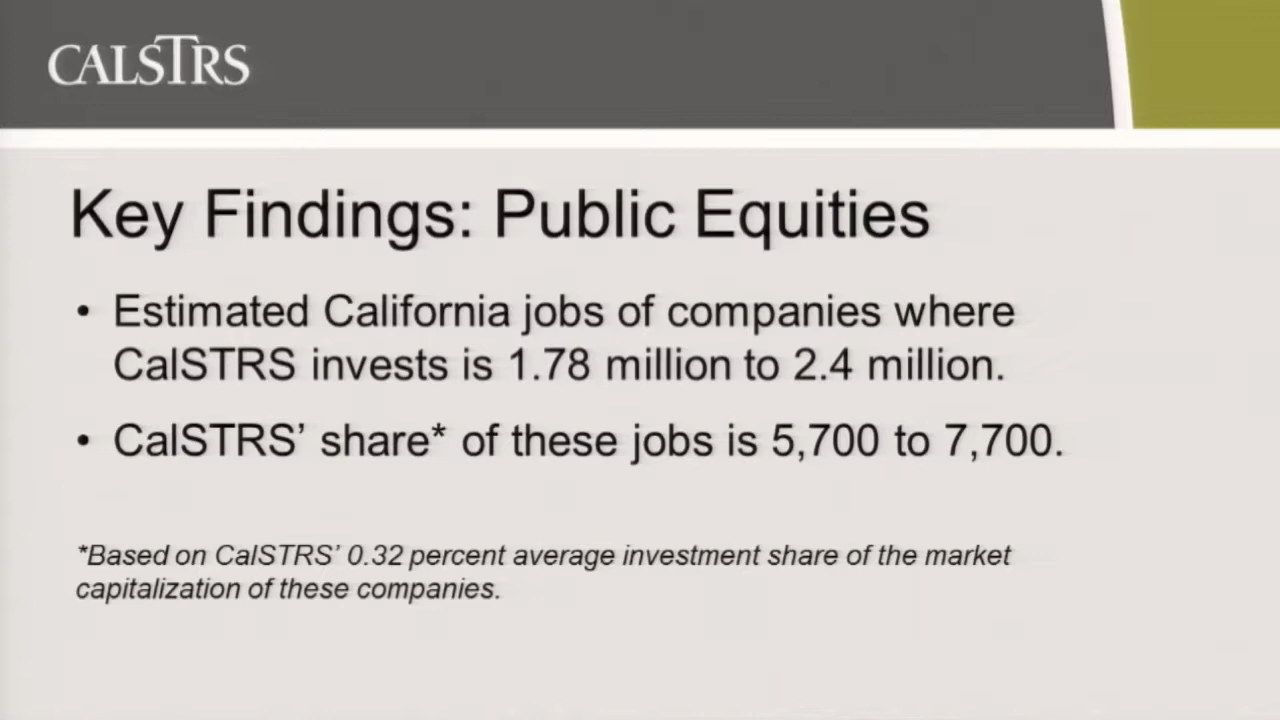 CALSTRS
Key Findings: Public Equities
• Estimated California jobs of companies where
CalSTRS invests is 1.78 million to 2.4 million.
• CalSTRS’ share* of these jobs is 5,700 to 7,700.
*Based on CalSTRS’ 0.32 percent average investment share of the market
capitalization of these companies.